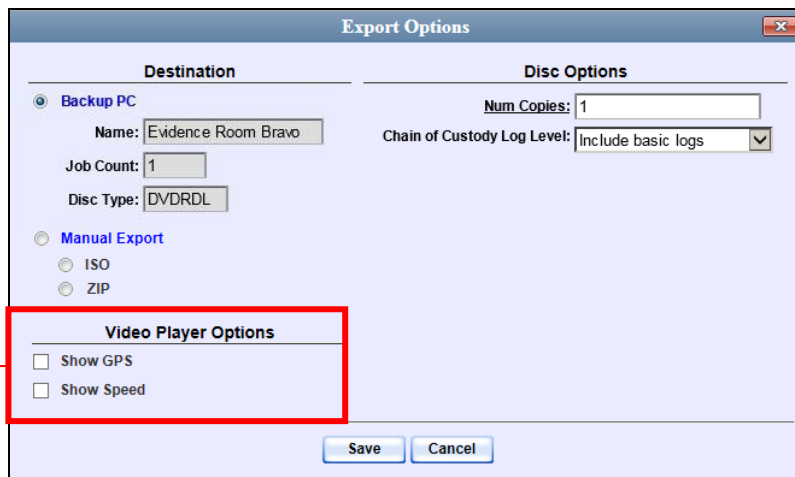 Export Options
Destination
Backup PC
Name: Evidence Room Bravo
Job Count: 1
Disc Type: DVDRDL
Manual Export
ISO
ZIP
Video Player Options
Show GPS
Show Speed
Disc Options
Num Copies: 1
Chain of Custody Log Level: Include basic logs
Save Cancel